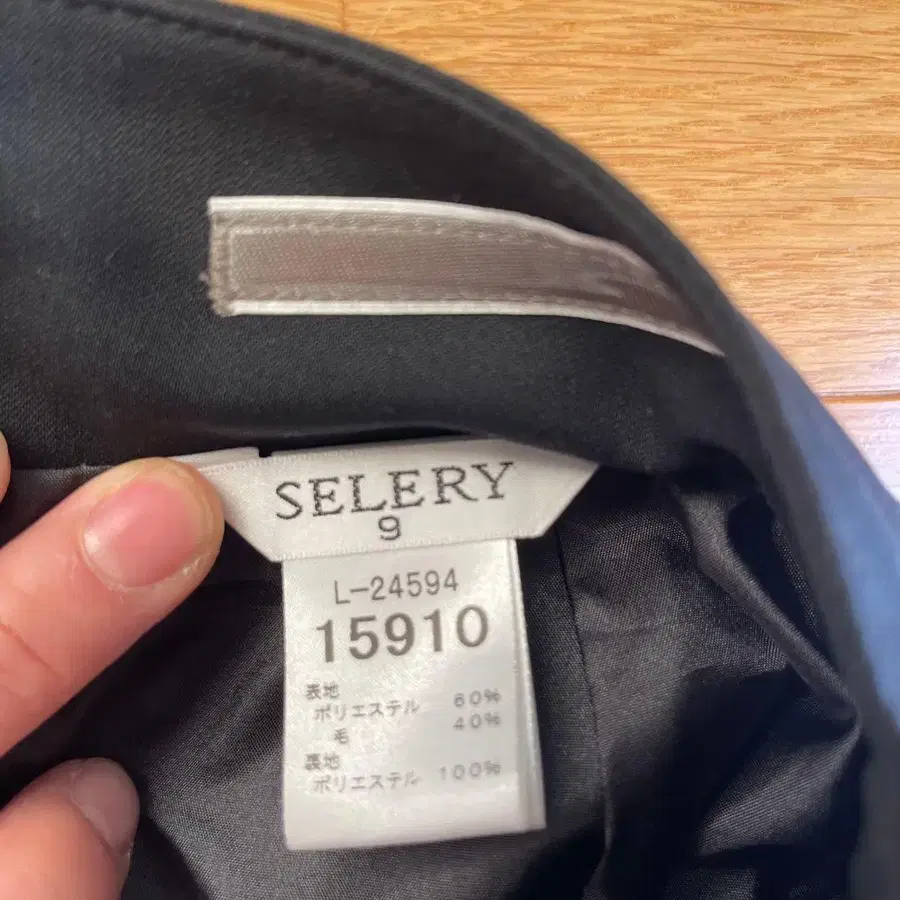 SELERY
9
L-24594
15910
表地
ポリエステル 60%
毛 40%
裏地
ポリエステル 100%